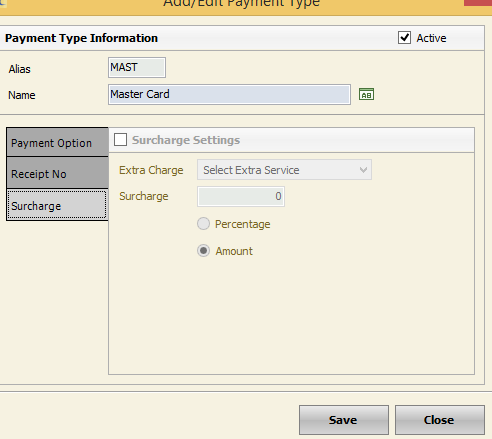 Add/Edit Payment Type
Payment Type Information
Active
Alias
MAST
Name
Master Card
AB
Payment Option
Receipt No
Surcharge
Surcharge Settings
Extra Charge
Select Extra Service
Surcharge
0
Percentage
Amount
Save
Close